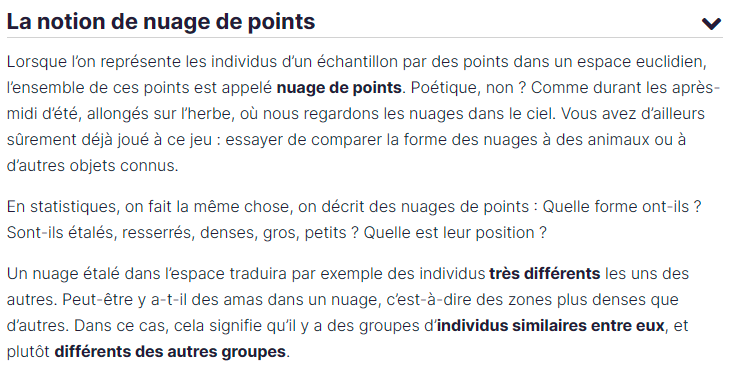 La notion de nuage de points
Lorsque l’on représente les individus d’un échantillon par des points dans un espace euclidien,
l’ensemble de ces points est appelé nuage de points. Poétique, non ? Comme durant les après-
midi d’été, allongés sur l’herbe, où nous regardons les nuages dans le ciel. Vous avez d’ailleurs
sûrement déjà joué à ce jeu : essayer de comparer la forme des nuages à des animaux ou à
d’autres objets connus.
En statistiques, on fait la même chose, on décrit des nuages de points : Quelle forme ont-ils ?
Sont-ils étalés, resserrés, denses, gros, petits ? Quelle est leur position ?
Un nuage étalé dans l’espace traduira par exemple des individus très différents les uns des
autres. Peut-être y a-t-il des amas dans un nuage, c’est-à-dire des zones plus denses que
d’autres. Dans ce cas, cela signifie qu’il y a des groupes d’individus similaires entre eux, et
plutôt différents des autres groupes.